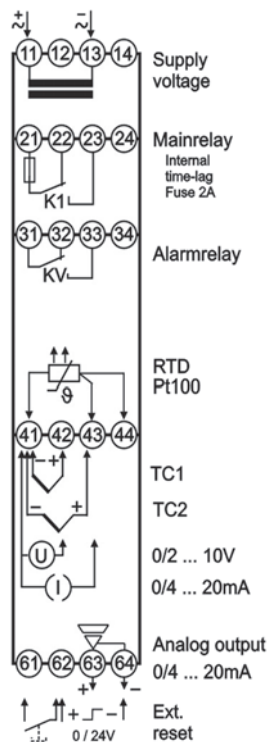 + −
~ ~
11 12 13 14
Supply
voltage
21 22 23 24
Mainrelay
Internal
time-lag
Fuse 2A
K1
31 32 33 34
Alarmrelay
KV
RTD
Pt100
ϑ
41 42 43 44
− +
TC1
− +
TC2
U
0/2 ... 10V
I
0/4 ... 20mA
Analog output
61 62 63 64
0/4 ... 20mA
+ −
Ext.
+ −
reset
0 / 24V